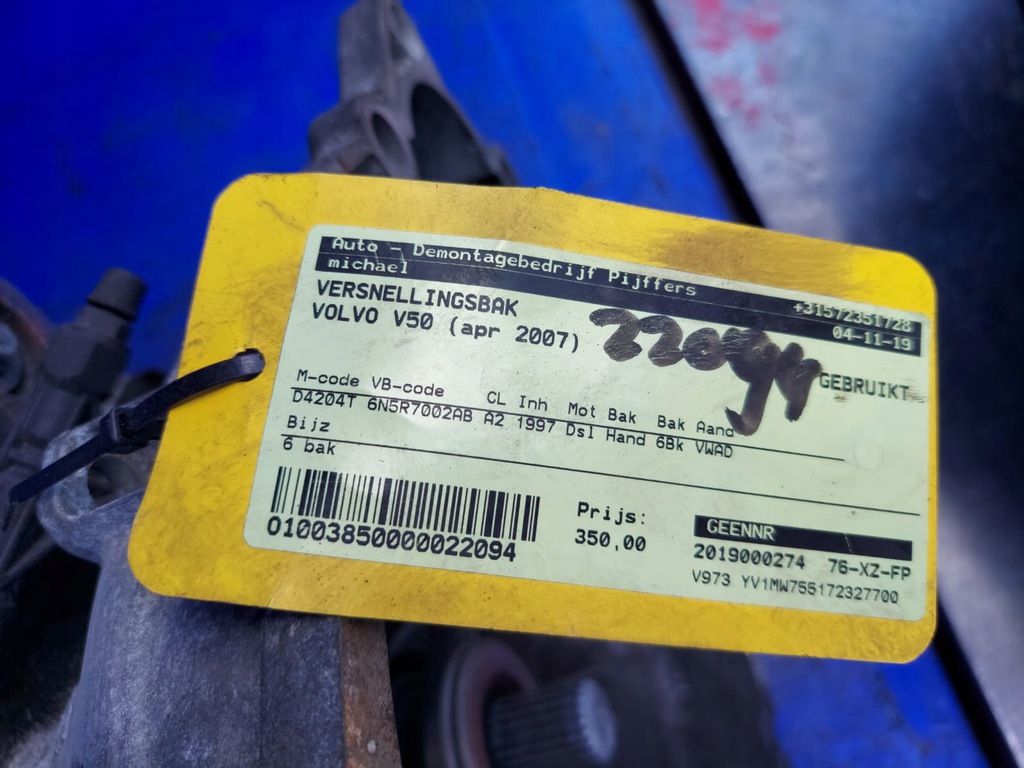 Auto - Demontagebedrijf Pijffers +31572351728
michael 04-11-19
VERSNELLINGSBAK
VOLVO V50 (apr 2007) 22094 GEBRUIKT
M-code VB-code CL Inh Mot Bak Bak Aand
D4204T 6N5R7002AB A2 1997 Dsl Hand 6Bk VWAD
Bijz
6 bak
01003850000022094
Prijs:
350,00
GEENNR
2019000274 76-XZ-FP
V973 YV1MW755172327700